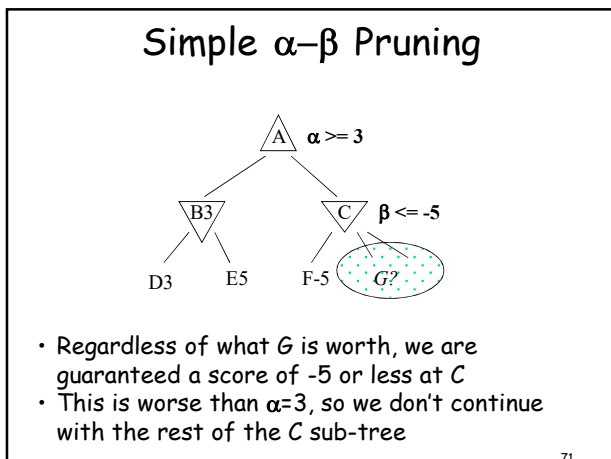 Simple α–β Pruning
A α >= 3
B3 C β <= -5
D3 E5 F-5 G?
• Regardless of what G is worth, we are
guaranteed a score of -5 or less at C
• This is worse than α=3, so we don't continue
with the rest of the C sub-tree
71